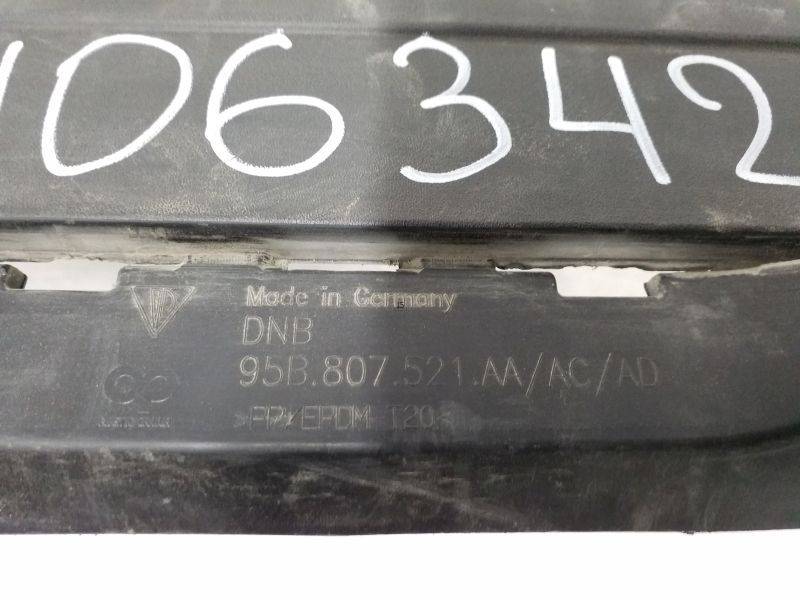 106342
Made in Germany
DNB
95B.807.521.AA/AC/AD
>PP/EPDM-T20<